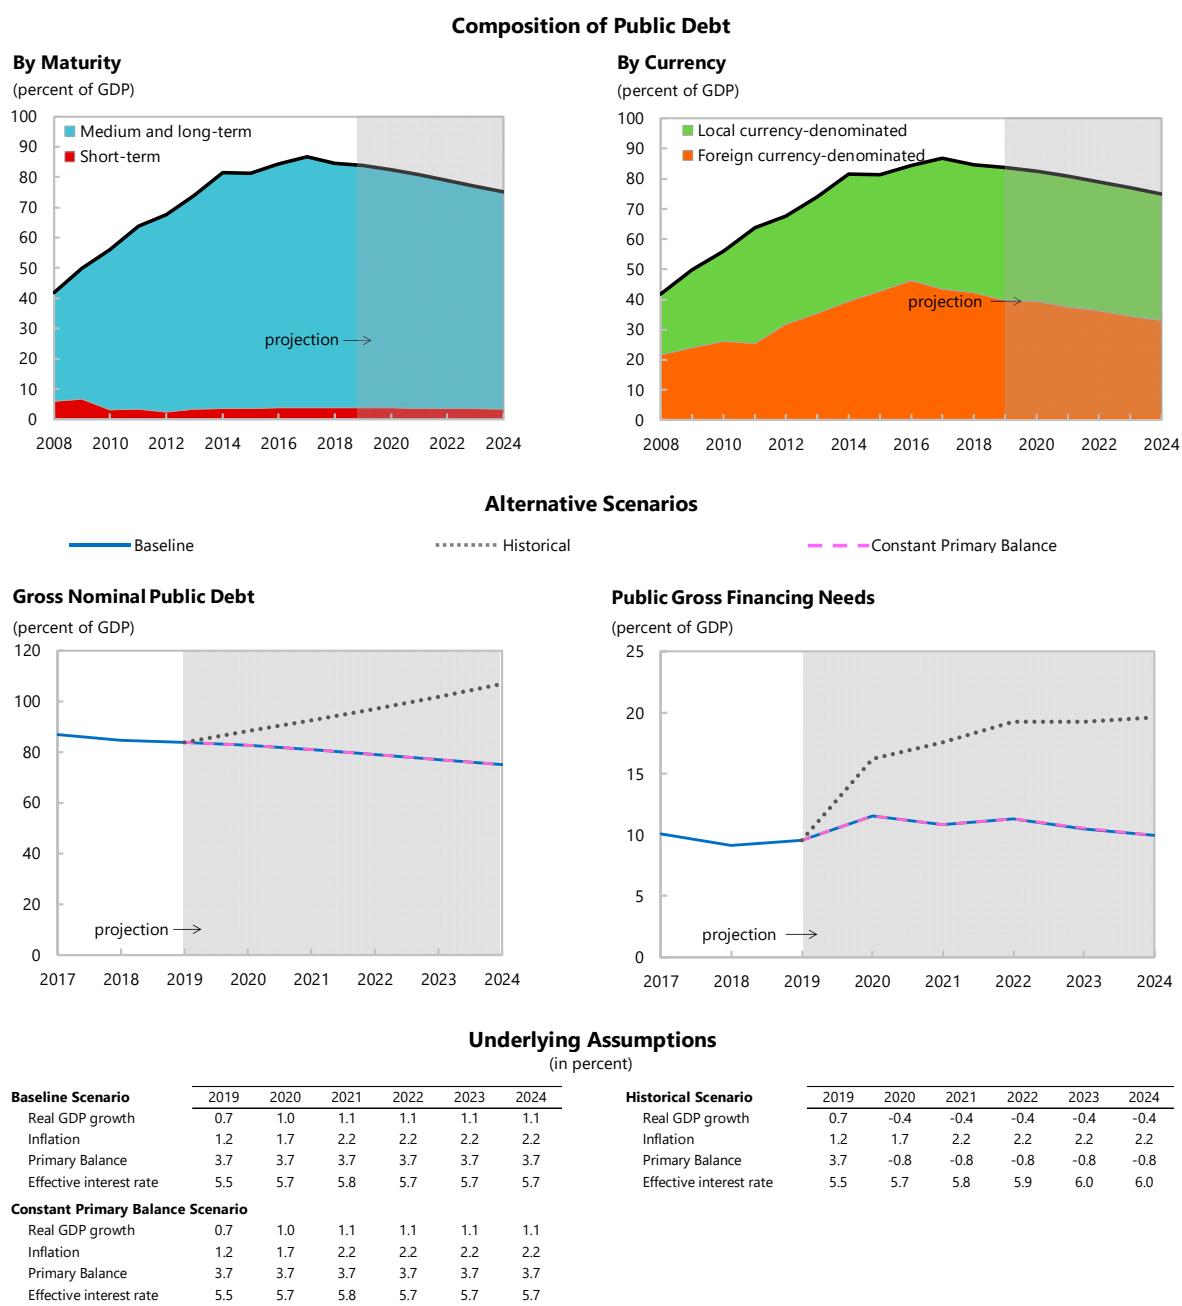 Composition of Public Debt
By Maturity
(percent of GDP)
100
90
80
70
60
50
40
30
20
10
0
Medium and long-term
Short-term
projection
2008 2010 2012 2014 2016 2018 2020 2022 2024
By Currency
(percent of GDP)
100
90
80
70
60
50
40
30
20
10
0
Local currency-denominated
Foreign currency-denominated
projection
2008 2010 2012 2014 2016 2018 2020 2022 2024
Alternative Scenarios
Baseline Historical Constant Primary Balance
Gross Nominal Public Debt
(percent of GDP)
120
100
80
60
40
20
0
projection
2017 2018 2019 2020 2021 2022 2023 2024
Public Gross Financing Needs
(percent of GDP)
25
20
15
10
5
0
projection
2017 2018 2019 2020 2021 2022 2023 2024
Underlying Assumptions
(in percent)
Baseline Scenario 2019 2020 2021 2022 2023 2024
Real GDP growth 0.7 1.0 1.1 1.1 1.1 1.1
Inflation 1.2 1.7 2.2 2.2 2.2 2.2
Primary Balance 3.7 3.7 3.7 3.7 3.7 3.7
Effective interest rate 5.5 5.7 5.8 5.7 5.7 5.7
Constant Primary Balance Scenario
Real GDP growth 0.7 1.0 1.1 1.1 1.1 1.1
Inflation 1.2 1.7 2.2 2.2 2.2 2.2
Primary Balance 3.7 3.7 3.7 3.7 3.7 3.7
Effective interest rate 5.5 5.7 5.8 5.7 5.7 5.7
Historical Scenario 2019 2020 2021 2022 2023 2024
Real GDP growth 0.7 -0.4 -0.4 -0.4 -0.4 -0.4
Inflation 1.2 1.7 2.2 2.2 2.2 2.2
Primary Balance 3.7 -0.8 -0.8 -0.8 -0.8 -0.8
Effective interest rate 5.5 5.7 5.8 5.9 6.0 6.0